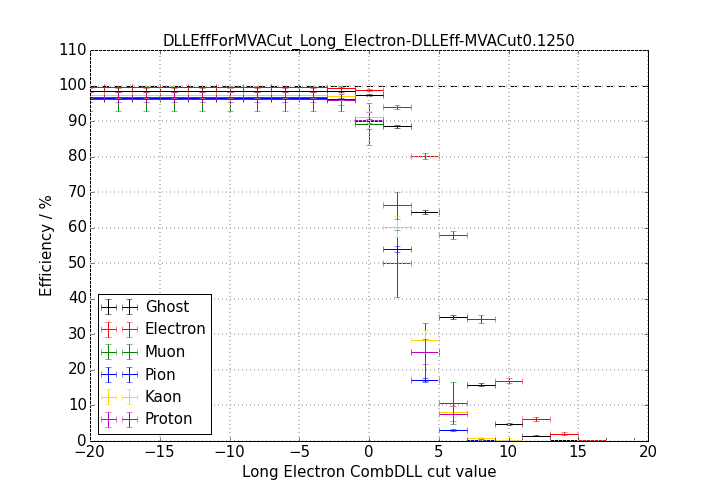 DLLEffForMVACut_Long_Electron-DLLEff-MVACut0.1250
110
100
90
80
70
60
50
40
30
20
10
0
Efficiency / %
Ghost
Electron
Muon
Pion
Kaon
Proton
−20 −15 −10 −5 0 5 10 15 20
Long Electron CombDLL cut value